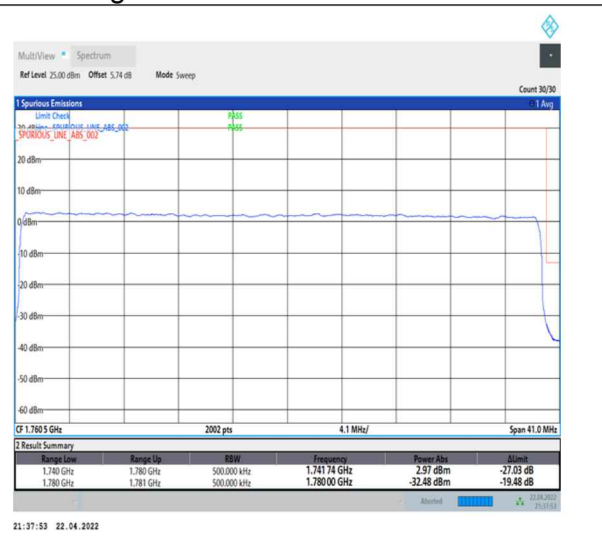 MultiView Spectrum
Ref Level 25.00 dBm Offset 5.74 dB Mode Sweep
Count 30/30
1 Spurious Emissions 1 Avg
Limit Check PASS
SPURIOUS_LINE_ABS_002 PASS
SPURIOUS_LINE_ABS_002
20 dBm
10 dBm
0 dBm
-10 dBm
-20 dBm
-30 dBm
-40 dBm
-50 dBm
-60 dBm
CF 1.760 5 GHz 2002 pts 4.1 MHz/ Span 41.0 MHz
2 Result Summary
Range Low Range Up RBW Frequency Power Abs ΔLimit
1.740 GHz 1.780 GHz 500.000 kHz 1.741 74 GHz 2.97 dBm -27.03 dB
1.780 GHz 1.781 GHz 500.000 kHz 1.780 00 GHz -32.48 dBm -19.48 dB
Aborted 22.04.2022
21:37:53
21:37:53 22.04.2022